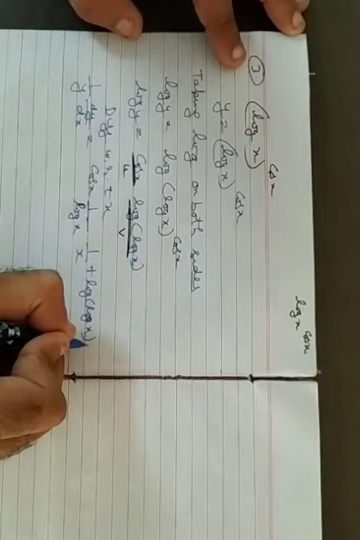 ③ (log x)^cos x
log x^cos x
y = (log x)^cos x
Taking log on both sides
log y = log (log x)^cos x
log y = cos x log (log x)
u v
Diff w.r.t x
1/y dy/dx = cos x 1/log x 1/x + log(log x)